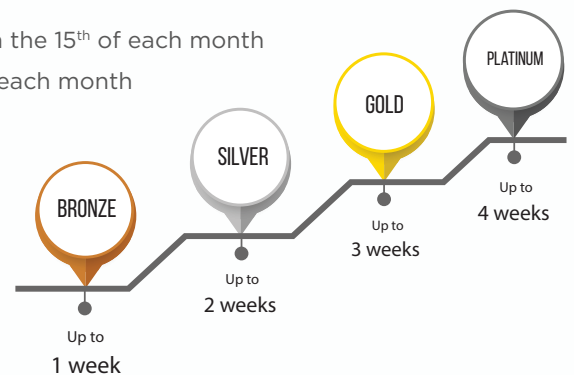 the 15th of each month
each month
PLATINUM
GOLD
SILVER
BRONZE
Up to
4 weeks
Up to
3 weeks
Up to
2 weeks
Up to
1 week